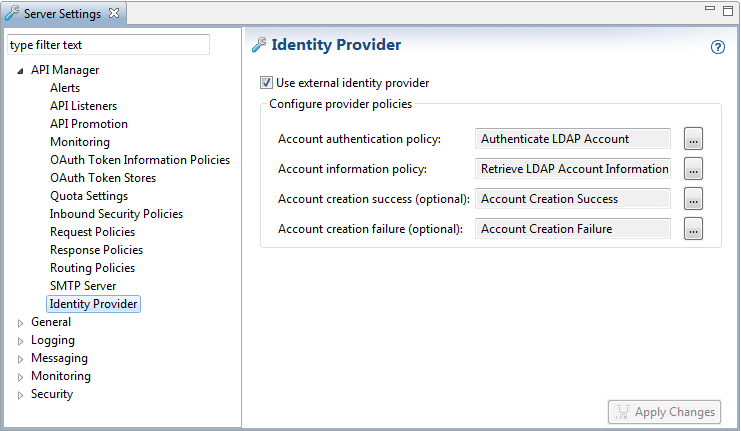 Server Settings
type filter text
API Manager
Alerts
API Listeners
API Promotion
Monitoring
OAuth Token Information Policies
OAuth Token Stores
Quota Settings
Inbound Security Policies
Request Policies
Response Policies
Routing Policies
SMTP Server
Identity Provider
General
Logging
Messaging
Monitoring
Security
Identity Provider
?
Use external identity provider
Configure provider policies
Account authentication policy: Authenticate LDAP Account ...
Account information policy: Retrieve LDAP Account Information ...
Account creation success (optional): Account Creation Success ...
Account creation failure (optional): Account Creation Failure ...
Apply Changes